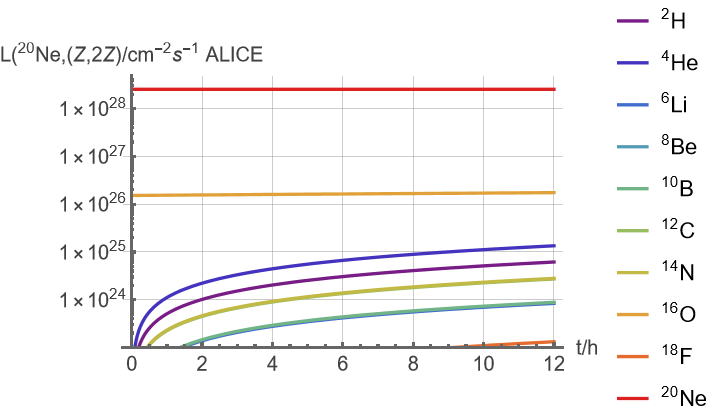 L(²⁰Ne,(Z,2Z)/cm⁻²s⁻¹ ALICE
1 × 10²⁸
1 × 10²⁷
1 × 10²⁶
1 × 10²⁵
1 × 10²⁴
0 2 4 6 8 10 12
t/h
²H
⁴He
⁶Li
⁸Be
¹⁰B
¹²C
¹⁴N
¹⁶O
¹⁸F
²⁰Ne